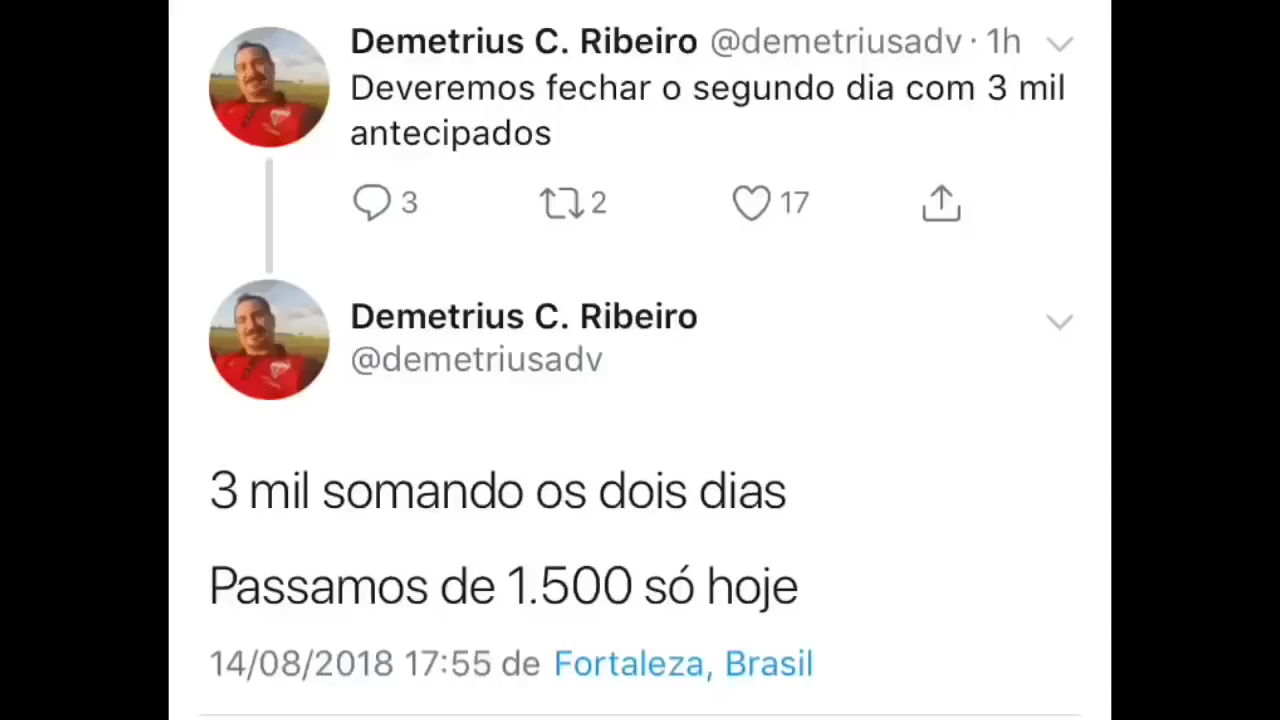 Demetrius C. Ribeiro @demetriusadv · 1h
Deveremos fechar o segundo dia com 3 mil
antecipados
3 2 17
Demetrius C. Ribeiro
@demetriusadv
3 mil somando os dois dias
Passamos de 1.500 só hoje
14/08/2018 17:55 de Fortaleza, Brasil